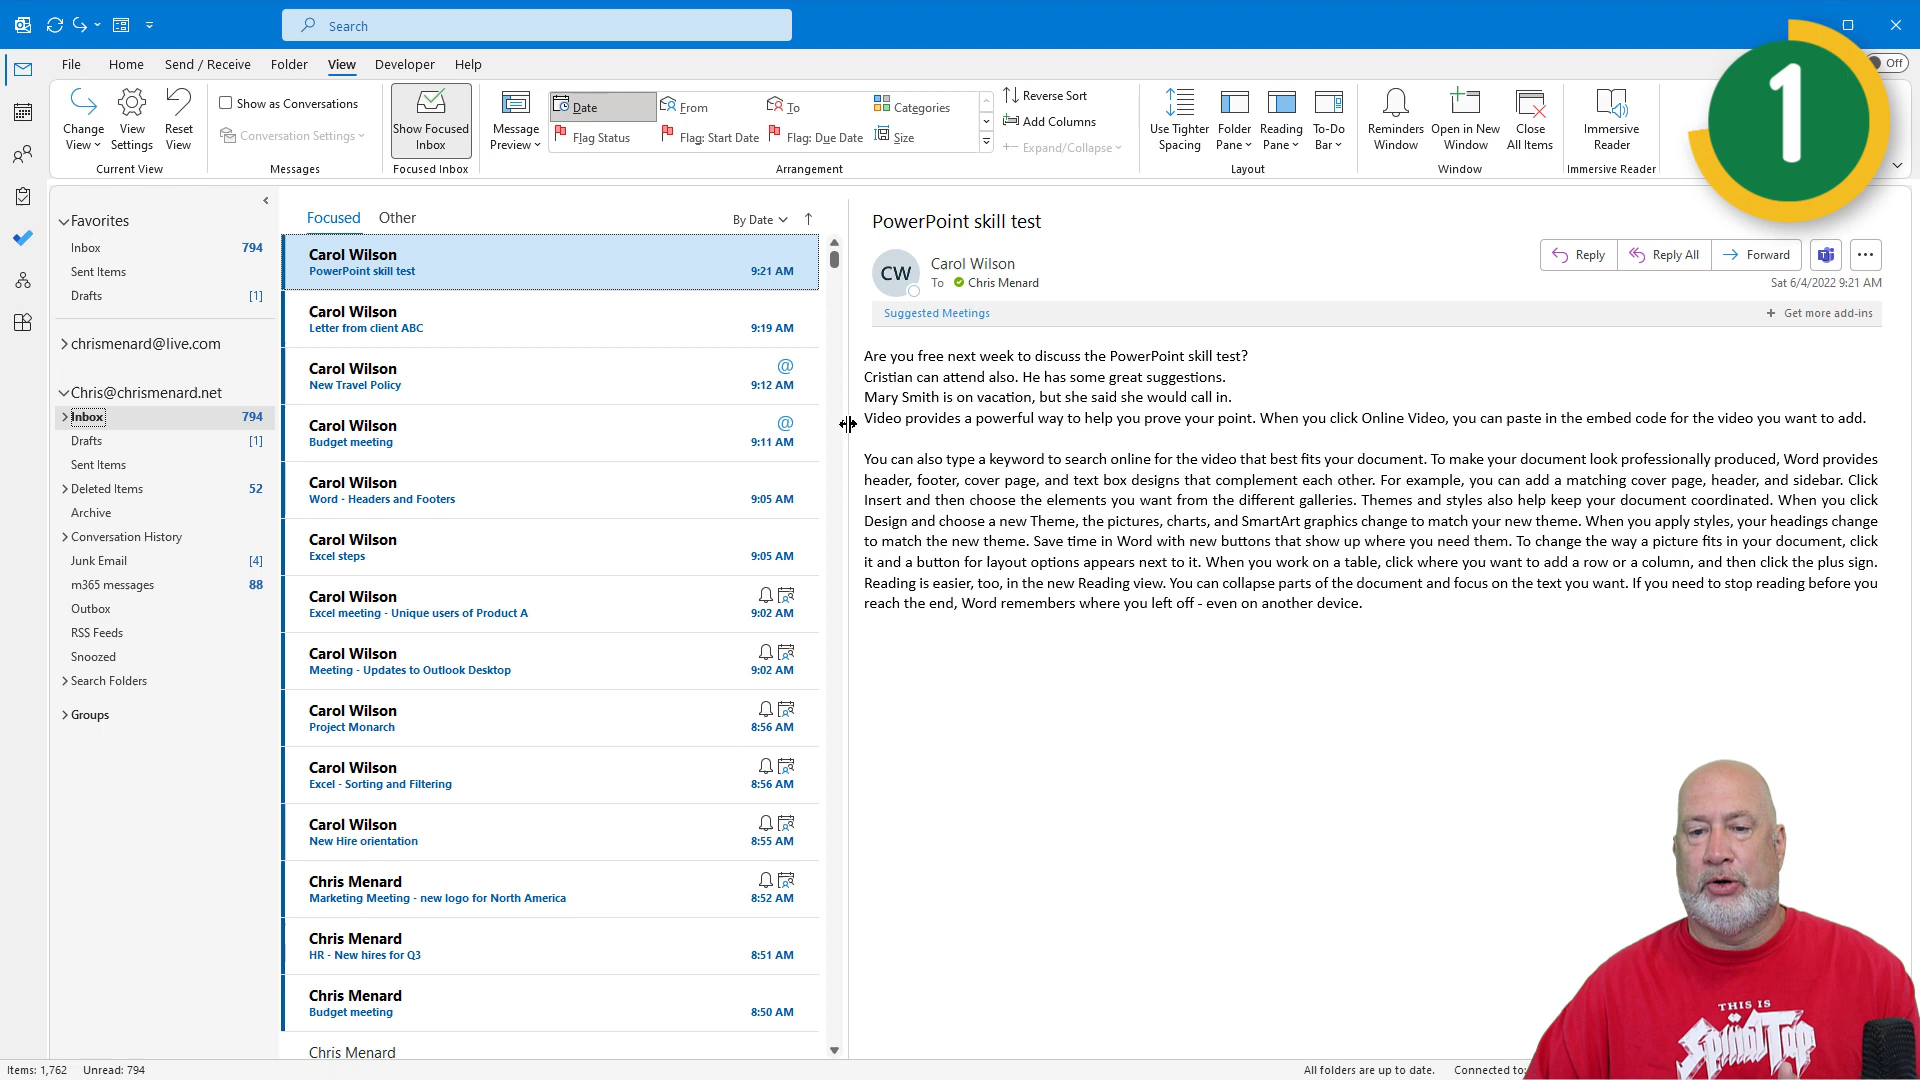 Search
File Home Send / Receive Folder View Developer Help
Off
1
Change View
View Settings
Reset View
Current View
Show as Conversations
Conversation Settings
Messages
Show Focused Inbox
Focused Inbox
Message Preview
Date From To Categories
Flag Status Flag: Start Date Flag: Due Date Size
Reverse Sort
Add Columns
Expand/Collapse
Arrangement
Use Tighter Spacing
Folder Pane
Reading Pane
To-Do Bar
Layout
Reminders Window
Open in New Window
Close All Items
Window
Immersive Reader
Immersive Reader
Favorites
Inbox 794
Sent Items
Drafts [1]
chrismenard@live.com
Chris@chrismenard.net
Inbox 794
Drafts [1]
Sent Items
Deleted Items 52
Archive
Conversation History
Junk Email [4]
m365 messages 88
Outbox
RSS Feeds
Snoozed
Search Folders
Groups
Focused Other By Date
Carol Wilson
PowerPoint skill test 9:21 AM
Carol Wilson
Letter from client ABC 9:19 AM
Carol Wilson @
New Travel Policy 9:12 AM
Carol Wilson @
Budget meeting 9:11 AM
Carol Wilson
Word - Headers and Footers 9:05 AM
Carol Wilson
Excel steps 9:05 AM
Carol Wilson
Excel meeting - Unique users of Product A 9:02 AM
Carol Wilson
Meeting - Updates to Outlook Desktop 9:02 AM
Carol Wilson
Project Monarch 8:56 AM
Carol Wilson
Excel - Sorting and Filtering 8:56 AM
Carol Wilson
New Hire orientation 8:55 AM
Chris Menard
Marketing Meeting - new logo for North America 8:52 AM
Chris Menard
HR - New hires for Q3 8:51 AM
Chris Menard
Budget meeting 8:50 AM
Chris Menard
PowerPoint skill test
CW
Carol Wilson
To Chris Menard
Reply Reply All Forward
Sat 6/4/2022 9:21 AM
Suggested Meetings + Get more add-ins
Are you free next week to discuss the PowerPoint skill test?
Cristian can attend also. He has some great suggestions.
Mary Smith is on vacation, but she said she would call in.
Video provides a powerful way to help you prove your point. When you click Online Video, you can paste in the embed code for the video you want to add.
You can also type a keyword to search online for the video that best fits your document. To make your document look professionally produced, Word provides
header, footer, cover page, and text box designs that complement each other. For example, you can add a matching cover page, header, and sidebar. Click
Insert and then choose the elements you want from the different galleries. Themes and styles also help keep your document coordinated. When you click
Design and choose a new Theme, the pictures, charts, and SmartArt graphics change to match your new theme. When you apply styles, your headings change
to match the new theme. Save time in Word with new buttons that show up where you need them. To change the way a picture fits in your document, click
it and a button for layout options appears next to it. When you work on a table, click where you want to add a row or a column, and then click the plus sign.
Reading is easier, too, in the new Reading view. You can collapse parts of the document and focus on the text you want. If you need to stop reading before you
reach the end, Word remembers where you left off - even on another device.
THIS IS
Spın̈al Tap
Items: 1,762 Unread: 794
All folders are up to date. Connected to: